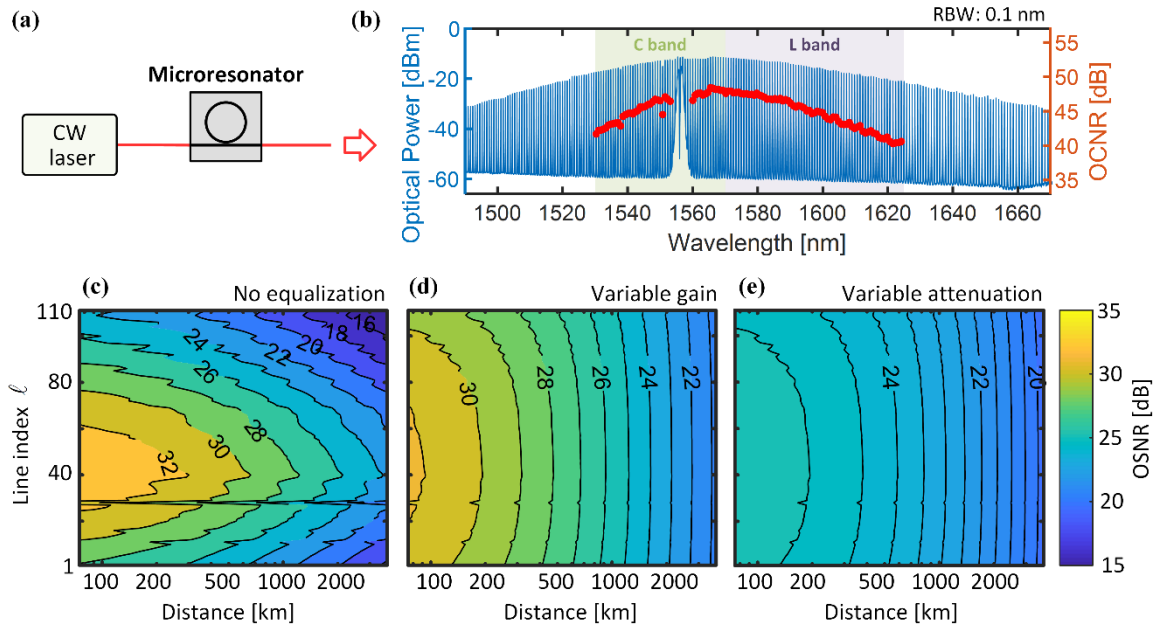 (a)
Microresonator
CW
laser
(b)
RBW: 0.1 nm
C band
L band
Optical Power [dBm]
0
-20
-40
-60
OCNR [dB]
55
50
45
40
35
1500
1520
1540
1560
1580
1600
1620
1640
1660
Wavelength [nm]
(c)
No equalization
Line index ℓ
110
80
40
1
16
18
20
22
24
26
28
30
32
100
200
500
1000
2000
Distance [km]
(d)
Variable gain
30
28
26
24
22
100
200
500
1000
2000
Distance [km]
(e)
Variable attenuation
24
22
20
100
200
500
1000
2000
Distance [km]
35
30
25
20
15
OSNR [dB]